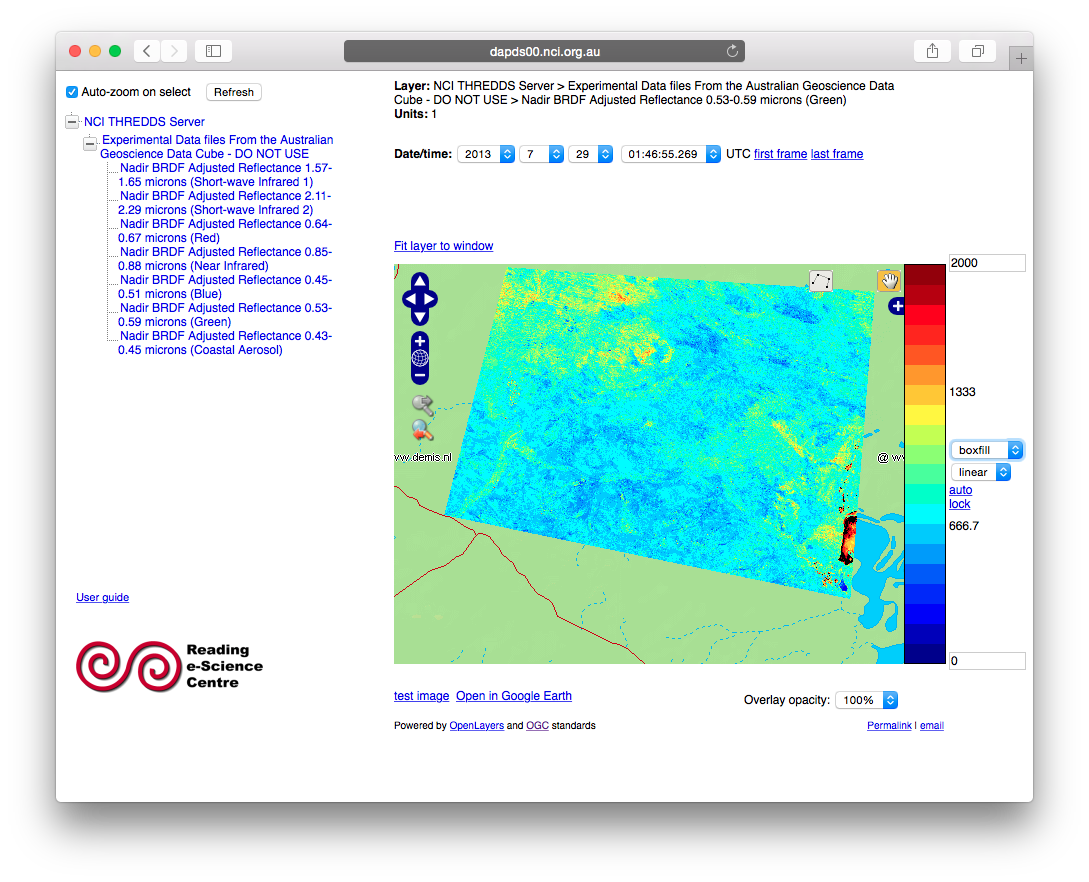 dapds00.nci.org.au
Auto-zoom on select
Refresh
NCI THREDDS Server
Experimental Data files From the Australian
Geoscience Data Cube - DO NOT USE
Nadir BRDF Adjusted Reflectance 1.57-
1.65 microns (Short-wave Infrared 1)
Nadir BRDF Adjusted Reflectance 2.11-
2.29 microns (Short-wave Infrared 2)
Nadir BRDF Adjusted Reflectance 0.64-
0.67 microns (Red)
Nadir BRDF Adjusted Reflectance 0.85-
0.88 microns (Near Infrared)
Nadir BRDF Adjusted Reflectance 0.45-
0.51 microns (Blue)
Nadir BRDF Adjusted Reflectance 0.53-
0.59 microns (Green)
Nadir BRDF Adjusted Reflectance 0.43-
0.45 microns (Coastal Aerosol)
User guide
Reading
e-Science
Centre
Layer: NCI THREDDS Server > Experimental Data files From the Australian Geoscience Data
Cube - DO NOT USE > Nadir BRDF Adjusted Reflectance 0.53-0.59 microns (Green)
Units: 1
Date/time: 2013 7 29 01:46:55.269 UTC first frame last frame
Fit layer to window
2000
1333
boxfill
linear
auto
lock
666.7
0
vw.demis.nl
@ wv
test image Open in Google Earth
Overlay opacity: 100%
Powered by OpenLayers and OGC standards
Permalink | email